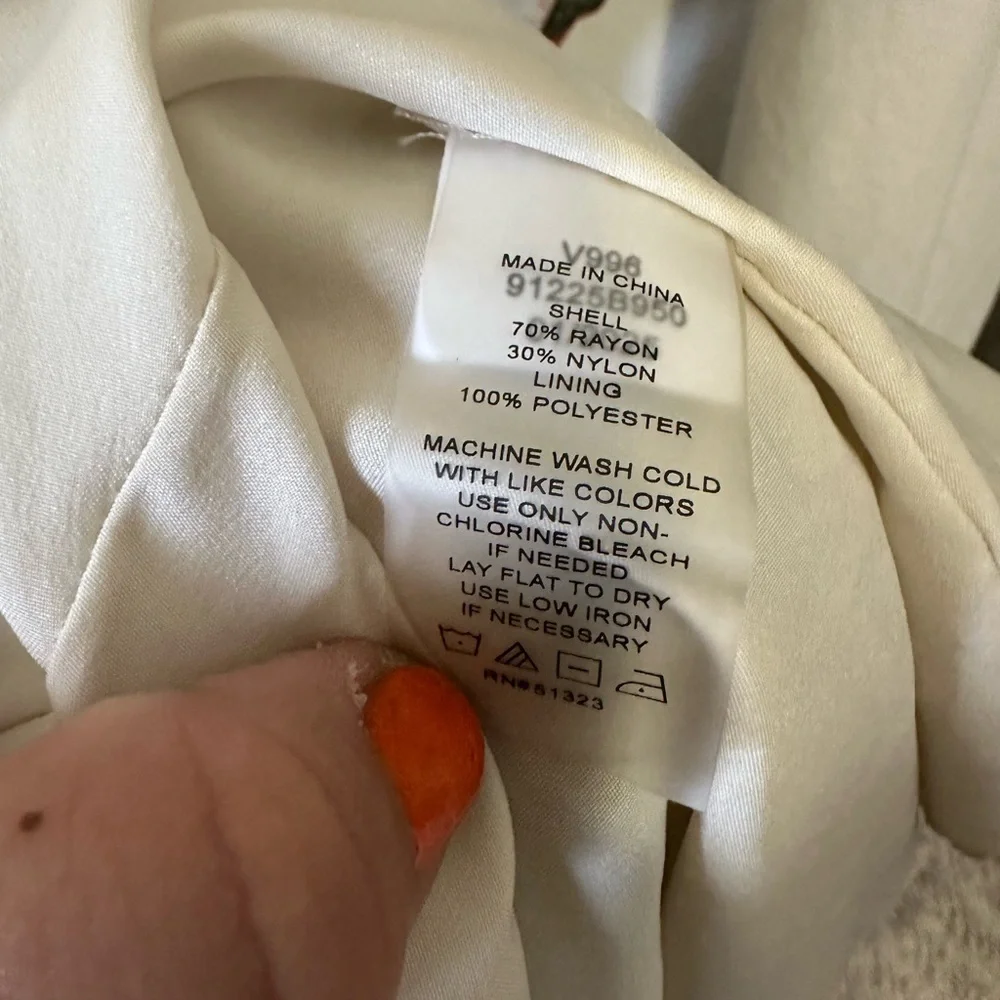 V996
MADE IN CHINA
91225B950
SHELL
70% RAYON
30% NYLON
LINING
100% POLYESTER
MACHINE WASH COLD
WITH LIKE COLORS
USE ONLY NON-
CHLORINE BLEACH
IF NEEDED
LAY FLAT TO DRY
USE LOW IRON
IF NECESSARY
RN#51323